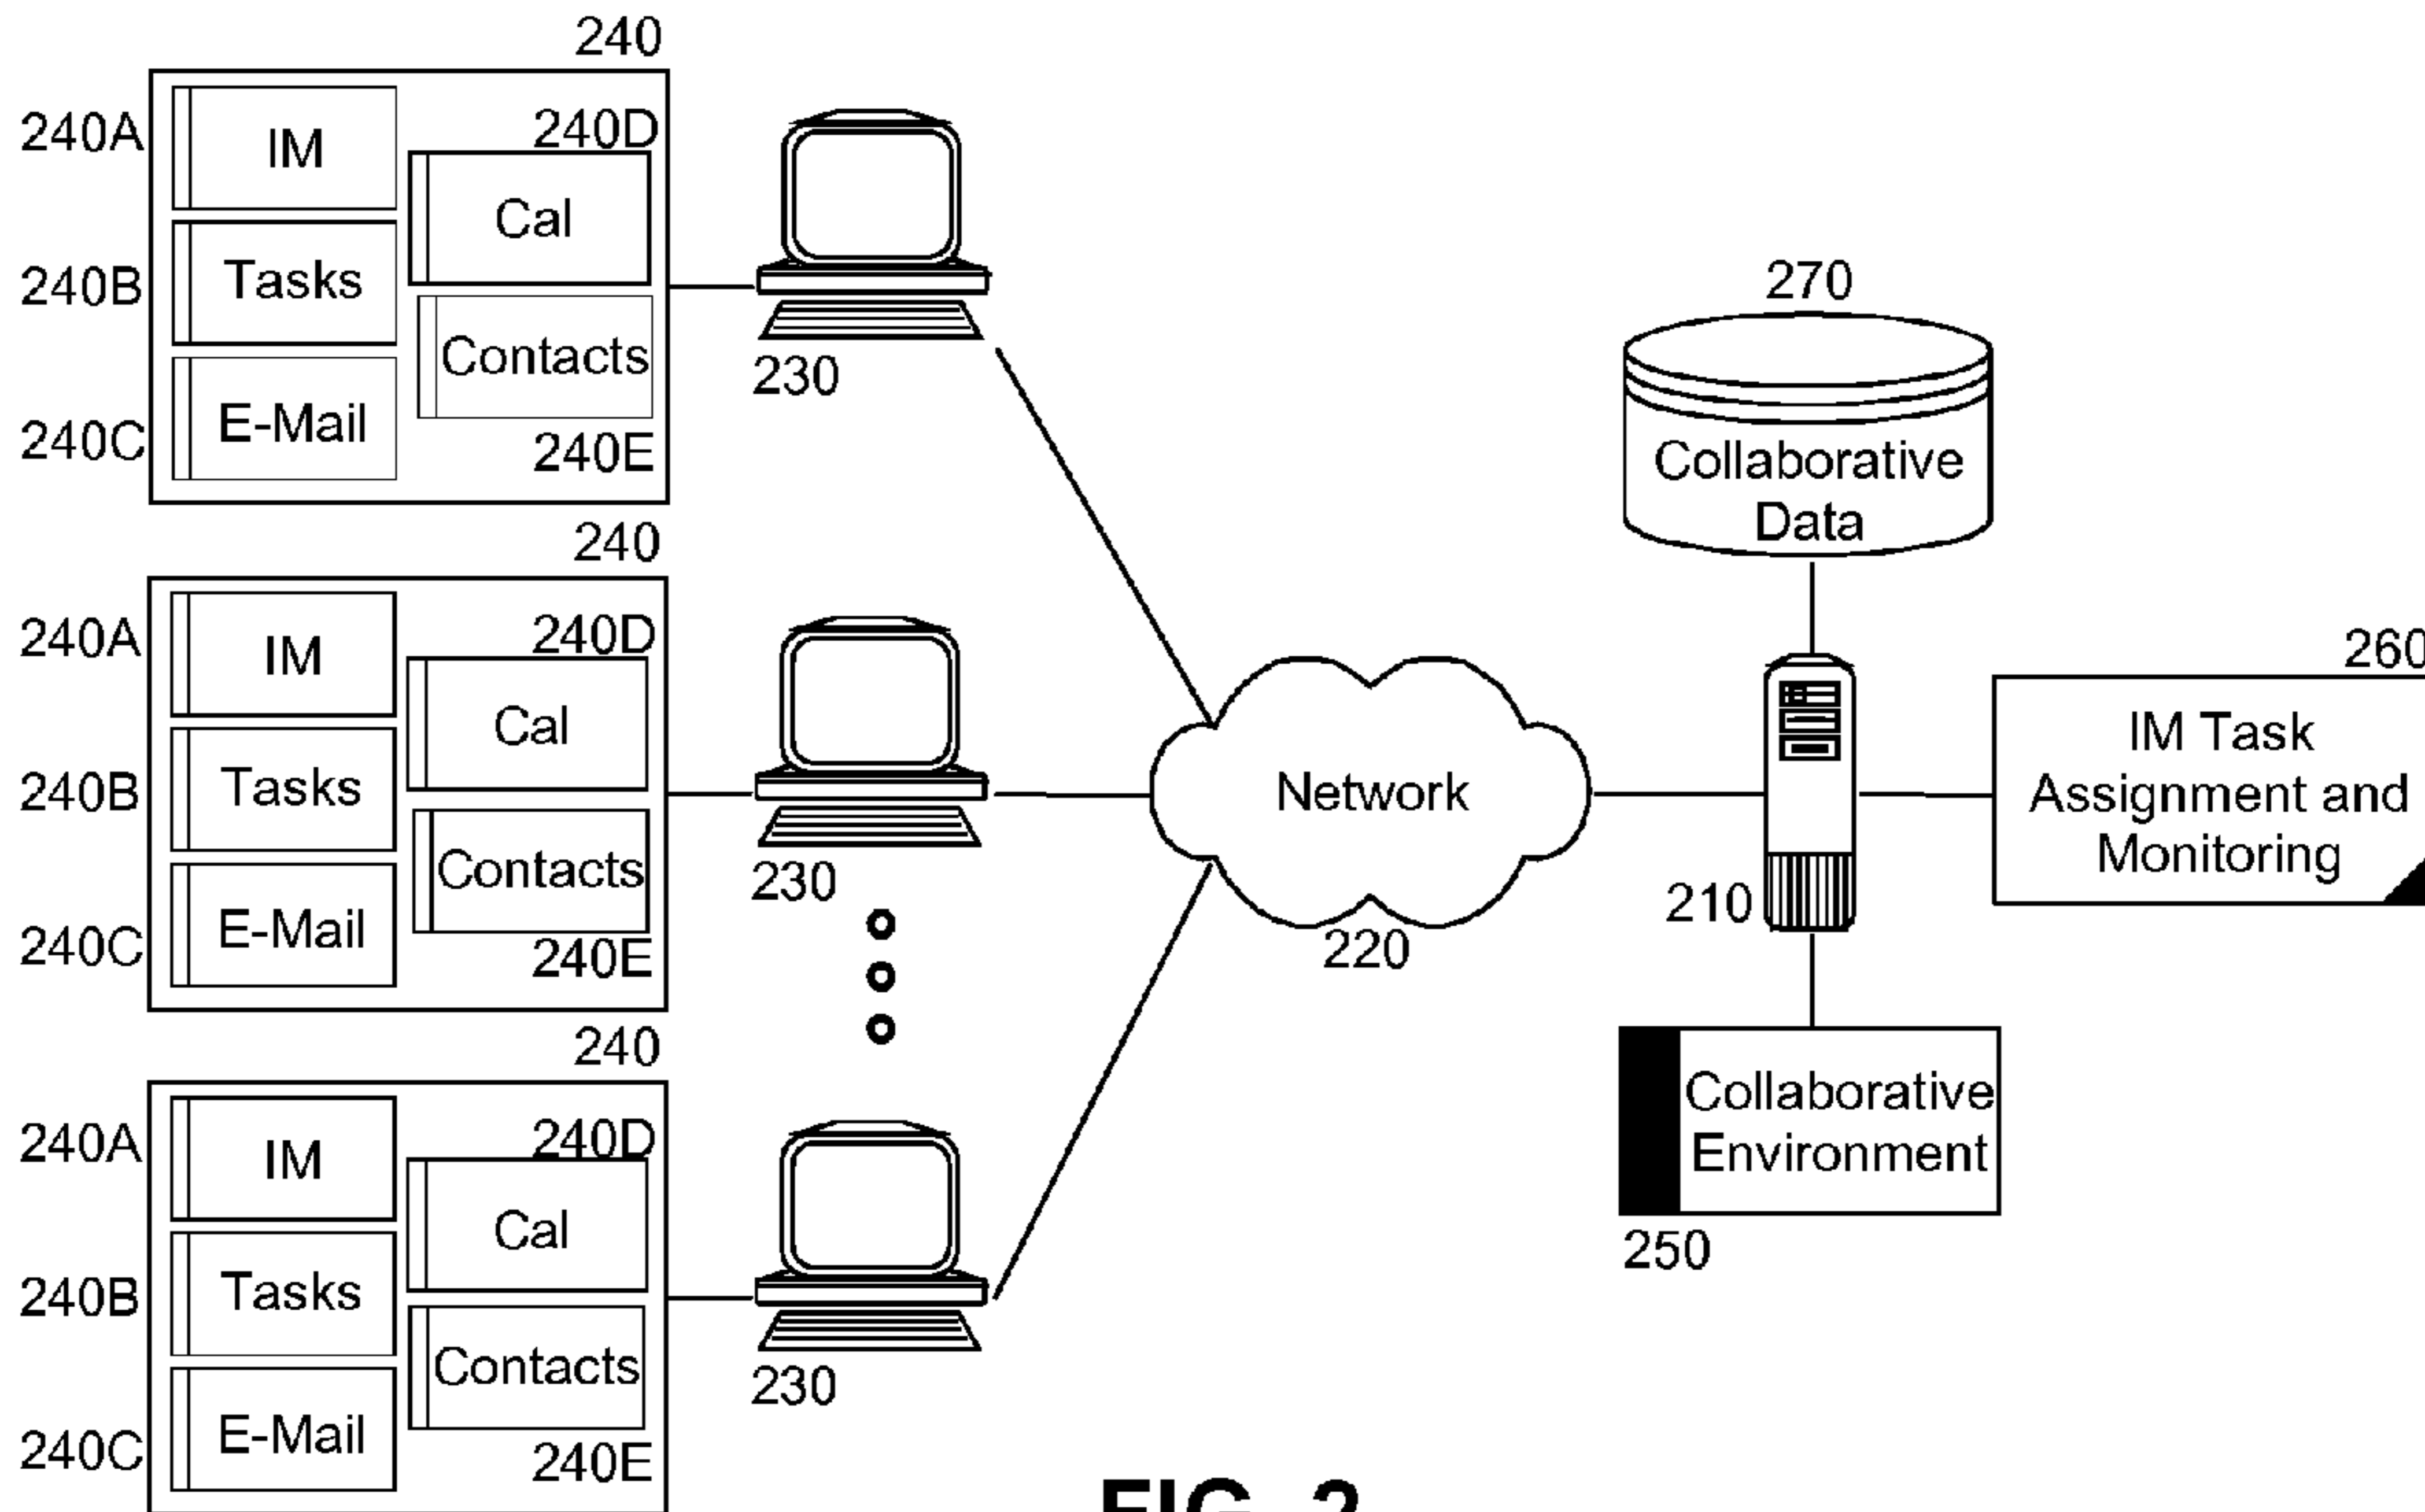 240
240A
IM
240D
Cal
240B
Tasks
Contacts
240C
E-Mail
240E
230
240
240A
IM
240D
Cal
240B
Tasks
Contacts
240C
E-Mail
240E
230
240
240A
IM
240D
Cal
240B
Tasks
Contacts
240C
E-Mail
240E
230
Network
220
270
Collaborative
Data
210
260
IM Task
Assignment and
Monitoring
Collaborative
Environment
250
FIG. 2